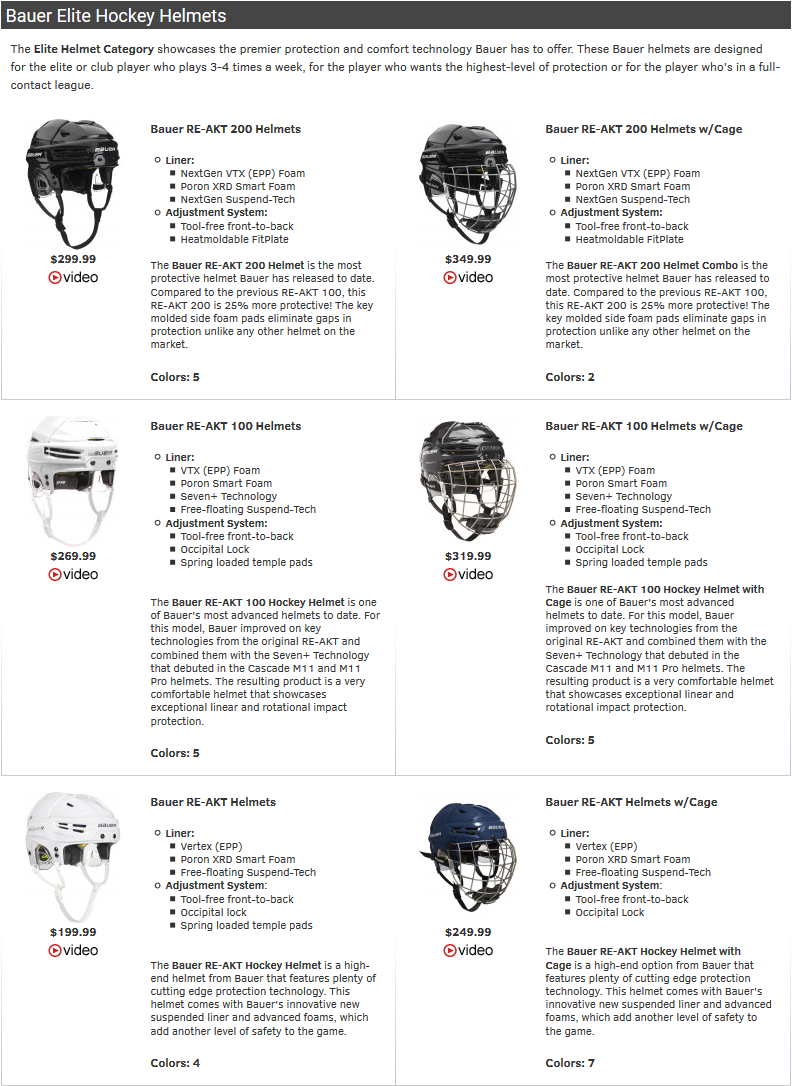 Bauer Elite Hockey Helmets
The Elite Helmet Category showcases the premier protection and comfort technology Bauer has to offer. These Bauer helmets are designed
for the elite or club player who plays 3-4 times a week, for the player who wants the highest-level of protection or for the player who's in a full-
contact league.
Bauer RE-AKT 200 Helmets
Liner:
NextGen VTX (EPP) Foam
Poron XRD Smart Foam
NextGen Suspend-Tech
Adjustment System:
Tool-free front-to-back
Heatmoldable FitPlate
$299.99
video
The Bauer RE-AKT 200 Helmet is the most
protective helmet Bauer has released to date.
Compared to the previous RE-AKT 100, this
RE-AKT 200 is 25% more protective! The key
molded side foam pads eliminate gaps in
protection unlike any other helmet on the
market.
Colors: 5
Bauer RE-AKT 200 Helmets w/Cage
Liner:
NextGen VTX (EPP) Foam
Poron XRD Smart Foam
NextGen Suspend-Tech
Adjustment System:
Tool-free front-to-back
Heatmoldable FitPlate
$349.99
video
The Bauer RE-AKT 200 Helmet Combo is the
most protective helmet Bauer has released to
date. Compared to the previous RE-AKT 100,
this RE-AKT 200 is 25% more protective! The
key molded side foam pads eliminate gaps in
protection unlike any other helmet on the
market.
Colors: 2
Bauer RE-AKT 100 Helmets
Liner:
VTX (EPP) Foam
Poron Smart Foam
Seven+ Technology
Free-floating Suspend-Tech
Adjustment System:
Tool-free front-to-back
Occipital Lock
Spring loaded temple pads
$269.99
video
The Bauer RE-AKT 100 Hockey Helmet is one
of Bauer's most advanced helmets to date. For
this model, Bauer improved on key
technologies from the original RE-AKT and
combined them with the Seven+ Technology
that debuted in the Cascade M11 and M11
Pro helmets. The resulting product is a very
comfortable helmet that showcases
exceptional linear and rotational impact
protection.
Colors: 5
Bauer RE-AKT 100 Helmets w/Cage
Liner:
VTX (EPP) Foam
Poron Smart Foam
Seven+ Technology
Free-floating Suspend-Tech
Adjustment System:
Tool-free front-to-back
Occipital Lock
Spring loaded temple pads
$319.99
video
The Bauer RE-AKT 100 Hockey Helmet with
Cage is one of Bauer's most advanced
helmets to date. For this model, Bauer
improved on key technologies from the
original RE-AKT and combined them with the
Seven+ Technology that debuted in the
Cascade M11 and M11 Pro helmets. The
resulting product is a very comfortable helmet
that showcases exceptional linear and
rotational impact protection.
Colors: 5
Bauer RE-AKT Helmets
Liner:
Vertex (EPP)
Poron XRD Smart Foam
Free-floating Suspend-Tech
Adjustment System:
Tool-free front-to-back
Occipital lock
Spring loaded temple pads
$199.99
video
The Bauer RE-AKT Hockey Helmet is a high-
end helmet from Bauer that features plenty of
cutting edge protection technology. This
helmet comes with Bauer's innovative new
suspended liner and advanced foams, which
add another level of safety to the game.
Colors: 4
Bauer RE-AKT Helmets w/Cage
Liner:
Vertex (EPP)
Poron XRD Smart Foam
Free-floating Suspend-Tech
Adjustment System:
Tool-free front-to-back
Occipital Lock
$249.99
video
The Bauer RE-AKT Hockey Helmet with
Cage is a high-end option from Bauer that
features plenty of cutting edge protection
technology. This helmet comes with Bauer's
innovative new suspended liner and advanced
foams, which add another level of safety to
the game.
Colors: 7